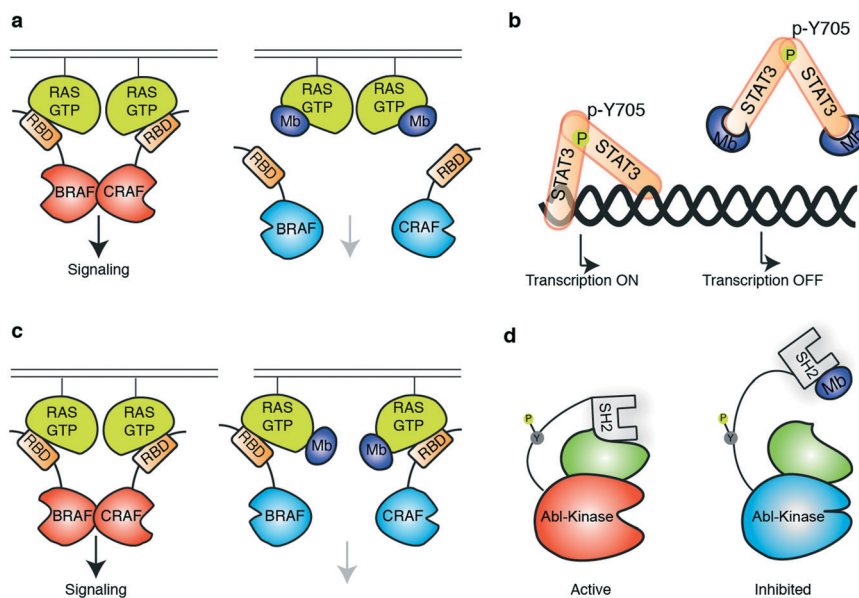 a
RAS
GTP
RAS
GTP
RBD
RBD
BRAF
CRAF
Signaling
RAS
GTP
RAS
GTP
Mb
Mb
RBD
RBD
BRAF
CRAF
b
p-Y705
P
STAT3
STAT3
Mb
Mb
p-Y705
P
STAT3
STAT3
Transcription ON
Transcription OFF
c
RAS
GTP
RAS
GTP
RBD
RBD
BRAF
CRAF
Signaling
RAS
GTP
RAS
GTP
RBD
Mb
Mb
RBD
BRAF
CRAF
d
SH2
P
Y
Abl-Kinase
Active
SH2
Mb
P
Y
Abl-Kinase
Inhibited